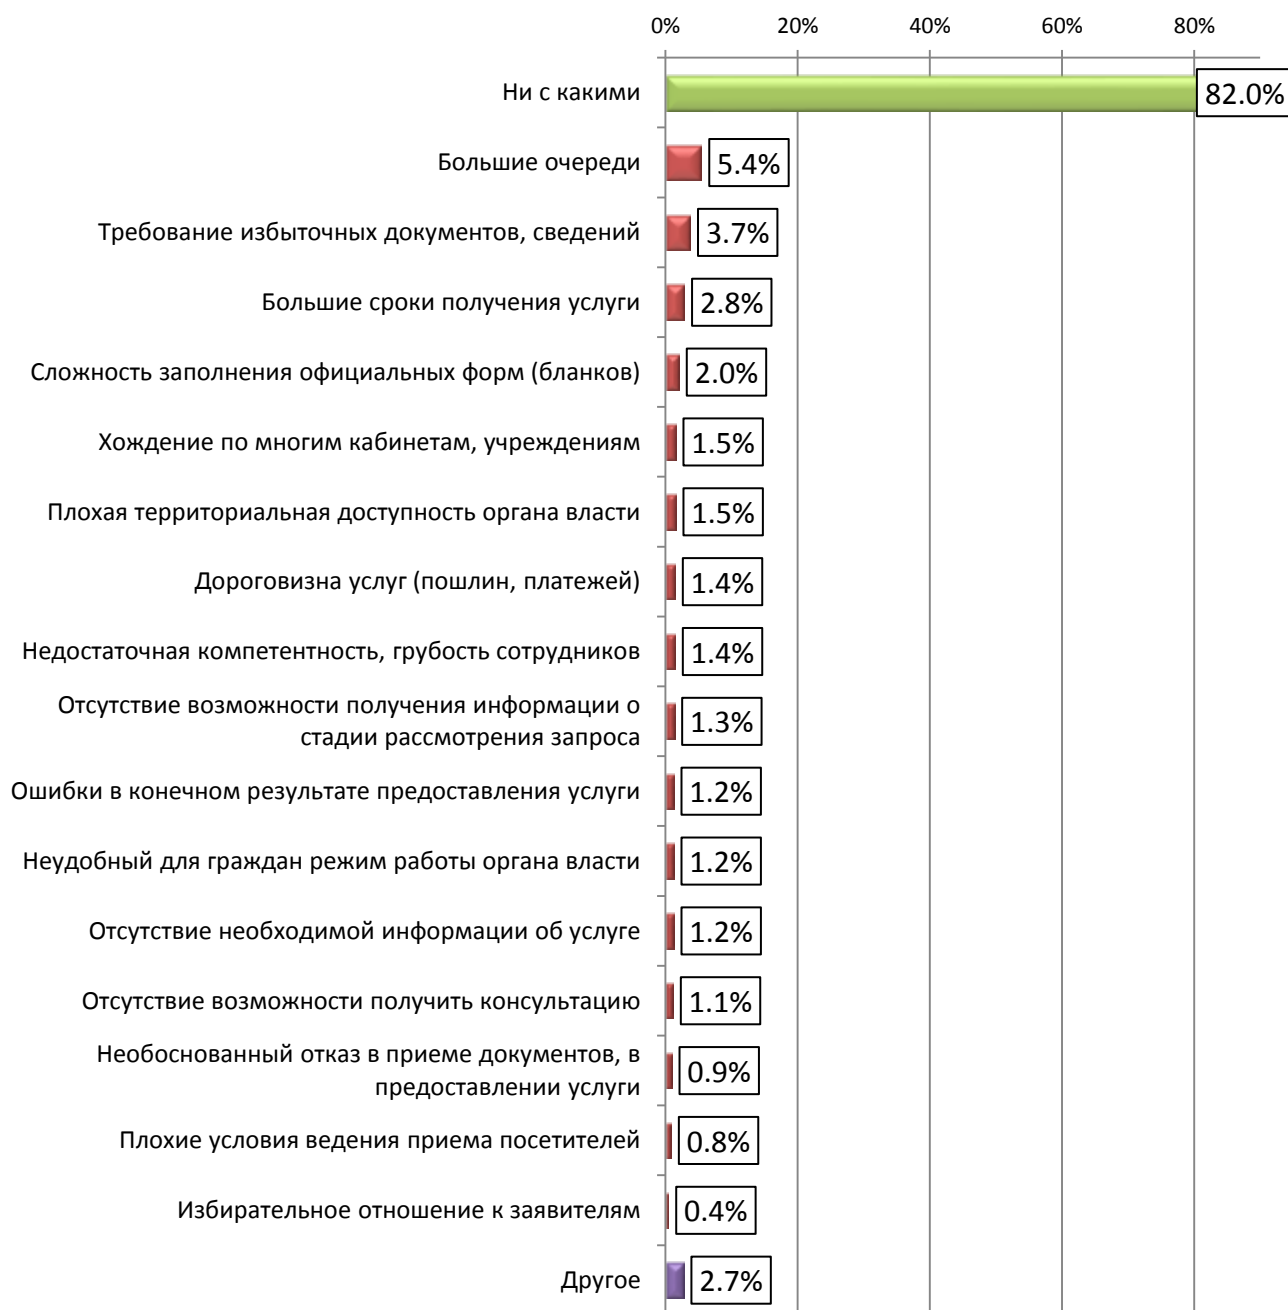 0% 20% 40% 60% 80%
Ни с какими 82.0%
Большие очереди 5.4%
Требование избыточных документов, сведений 3.7%
Большие сроки получения услуги 2.8%
Сложность заполнения официальных форм (бланков) 2.0%
Хождение по многим кабинетам, учреждениям 1.5%
Плохая территориальная доступность органа власти 1.5%
Дороговизна услуг (пошлин, платежей) 1.4%
Недостаточная компетентность, грубость сотрудников 1.4%
Отсутствие возможности получения информации о
стадии рассмотрения запроса 1.3%
Ошибки в конечном результате предоставления услуги 1.2%
Неудобный для граждан режим работы органа власти 1.2%
Отсутствие необходимой информации об услуге 1.2%
Отсутствие возможности получить консультацию 1.1%
Необоснованный отказ в приеме документов, в
предоставлении услуги 0.9%
Плохие условия ведения приема посетителей 0.8%
Избирательное отношение к заявителям 0.4%
Другое 2.7%